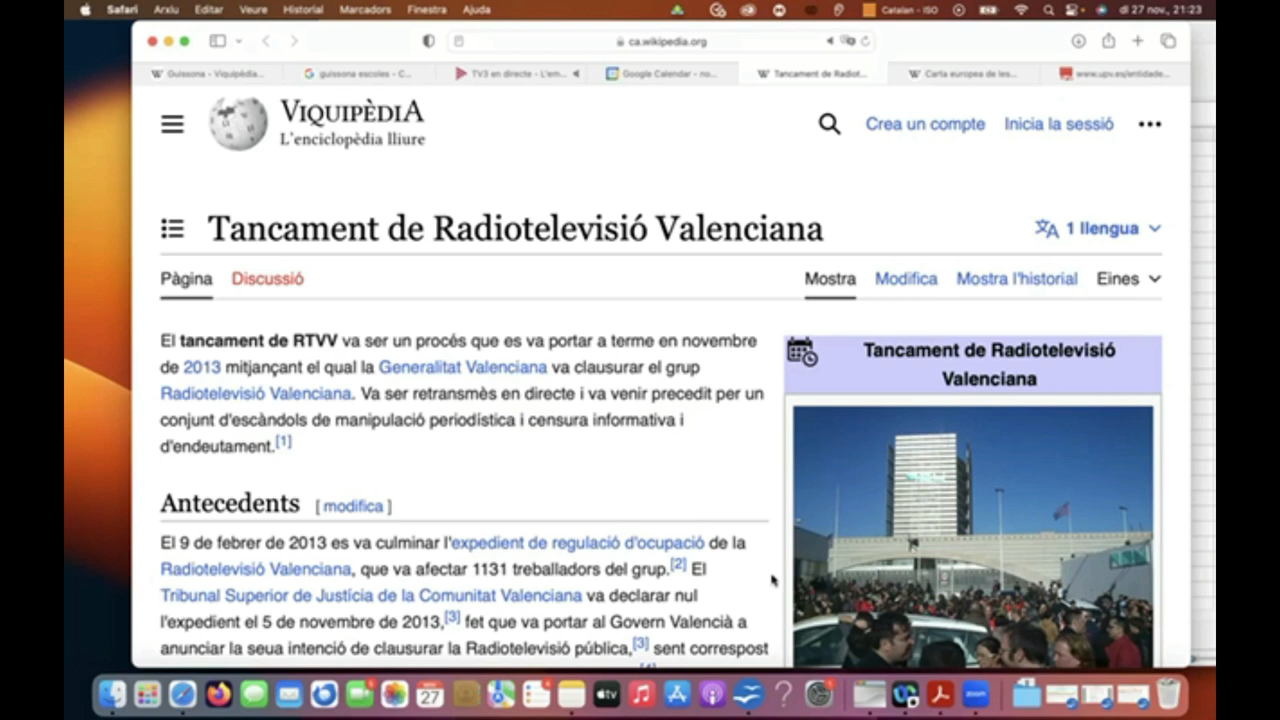 Safari Arxiu Editar Veure Historial Marcadors Finestra Ajuda Catalan - ISO dl 27 nov., 21:23
ca.wikipedia.org
Guissona - Viquipèdia... guissona escoles - C... TV3 en directe - L'em... Google Calendar - no... Tancament de Radiot... Carta europea de les... www.upv.es/entidade...
VIQUIPÈDIA
L'enciclopèdia lliure
Crea un compte Inicia la sessió
Tancament de Radiotelevisió Valenciana
1 llengua
Pàgina Discussió Mostra Modifica Mostra l'historial Eines
El tancament de RTVV va ser un procés que es va portar a terme en novembre
de 2013 mitjançant el qual la Generalitat Valenciana va clausurar el grup
Radiotelevisió Valenciana. Va ser retransmès en directe i va venir precedit per un
conjunt d'escàndols de manipulació periodística i censura informativa i
d'endeutament.[1]
Antecedents [ modifica ]
El 9 de febrer de 2013 es va culminar l'expedient de regulació d'ocupació de la
Radiotelevisió Valenciana, que va afectar 1131 treballadors del grup.[2] El
Tribunal Superior de Justícia de la Comunitat Valenciana va declarar nul
l'expedient el 5 de novembre de 2013,[3] fet que va portar al Govern Valencià a
anunciar la seua intenció de clausurar la Radiotelevisió pública,[3] sent correspost
Tancament de Radiotelevisió
Valenciana
27
tv
zoom